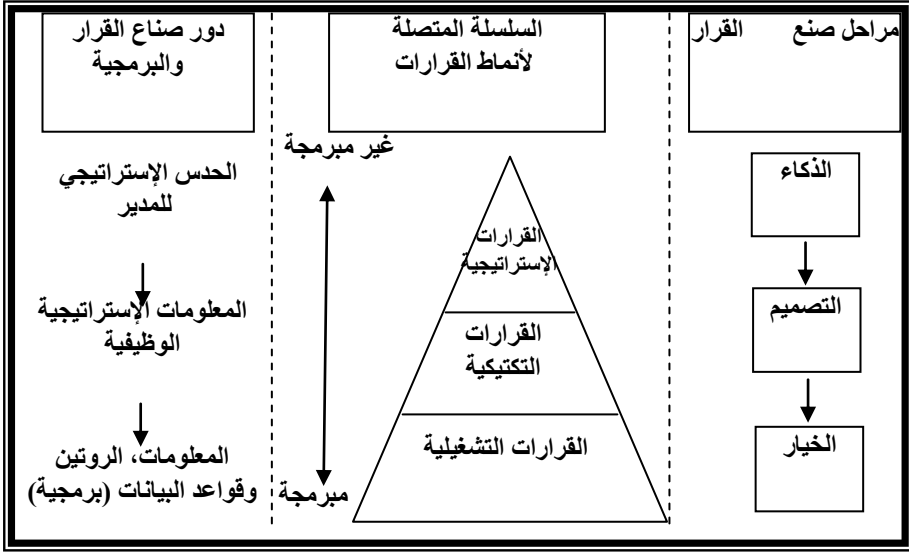 مراحل صنع القرار
الذكاء
التصميم
الخيار
السلسلة المتصلة
لأنماط القرارات
غير مبرمجة
القرارات
الإستراتيجية
القرارات
التكتيكية
القرارات التشغيلية
مبرمجة
دور صناع القرار
والبرمجية
الحدس الإستراتيجي
للمدير
المعلومات الإستراتيجية
الوظيفية
المعلومات، الروتين
وقواعد البيانات (برمجية)